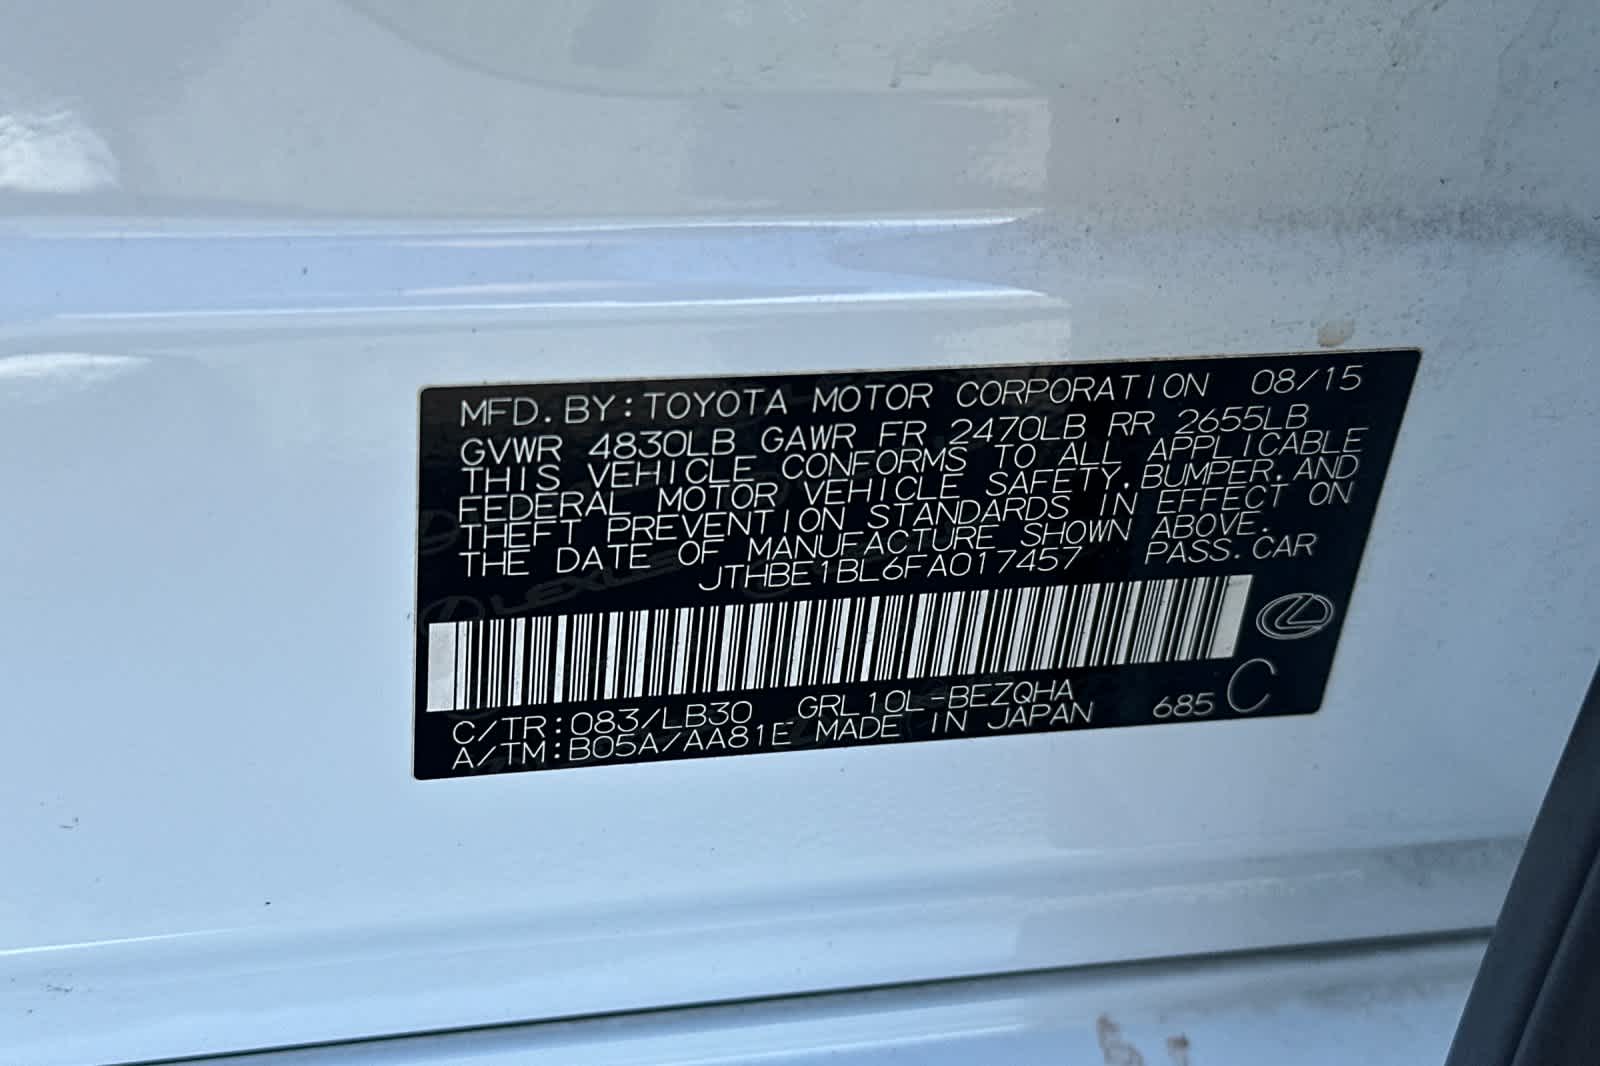 MFD. BY: TOYOTA MOTOR CORPORATION 08/15
GVWR 4830LB GAWR FR 2470LB RR 2655LB
THIS VEHICLE CONFORMS TO ALL APPLICABLE
FEDERAL MOTOR VEHICLE SAFETY, BUMPER, AND
THEFT PREVENTION STANDARDS IN EFFECT ON
THE DATE OF MANUFACTURE SHOWN ABOVE.
JTHBE1BL6FA017457 PASS. CAR
C/TR: 083/LB30 GRL10L-BEZQHA
A/TM: B05A/AA81E MADE IN JAPAN 685 C